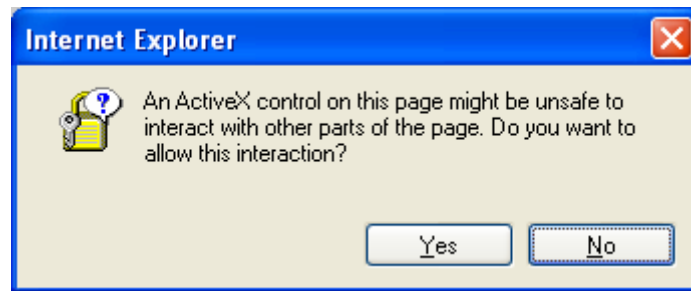 Internet Explorer
An ActiveX control on this page might be unsafe to
interact with other parts of the page. Do you want to
allow this interaction?
Yes
No